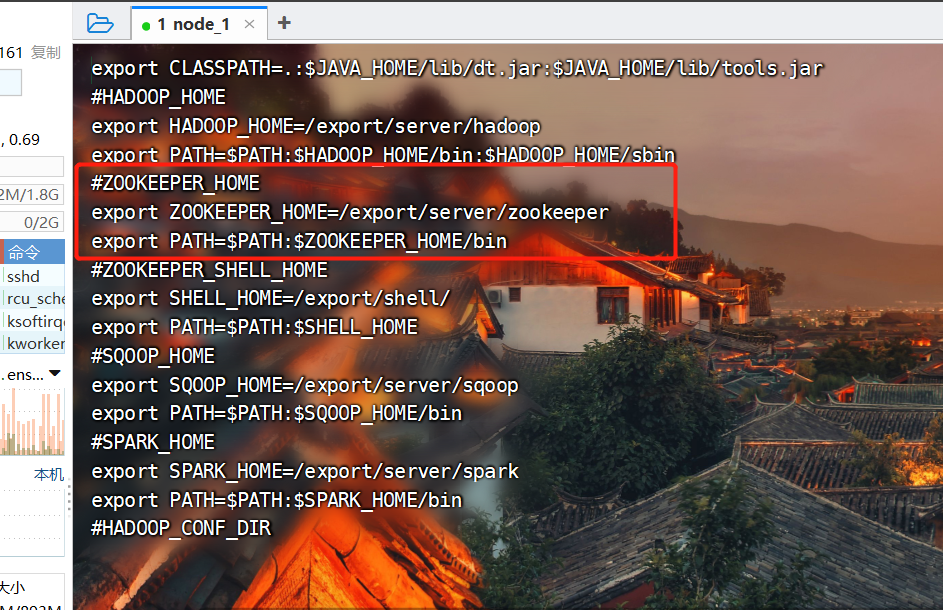 1 node_1
161 复制
, 0.69
2M/1.8G
0/2G
命令
sshd
rcu_sche
ksoftirq
kworker
.ens...
本机
大小
export CLASSPATH=.:$JAVA_HOME/lib/dt.jar:$JAVA_HOME/lib/tools.jar
#HADOOP_HOME
export HADOOP_HOME=/export/server/hadoop
export PATH=$PATH:$HADOOP_HOME/bin:$HADOOP_HOME/sbin
#ZOOKEEPER_HOME
export ZOOKEEPER_HOME=/export/server/zookeeper
export PATH=$PATH:$ZOOKEEPER_HOME/bin
#ZOOKEEPER_SHELL_HOME
export SHELL_HOME=/export/shell/
export PATH=$PATH:$SHELL_HOME
#SQOOP_HOME
export SQOOP_HOME=/export/server/sqoop
export PATH=$PATH:$SQOOP_HOME/bin
#SPARK_HOME
export SPARK_HOME=/export/server/spark
export PATH=$PATH:$SPARK_HOME/bin
#HADOOP_CONF_DIR